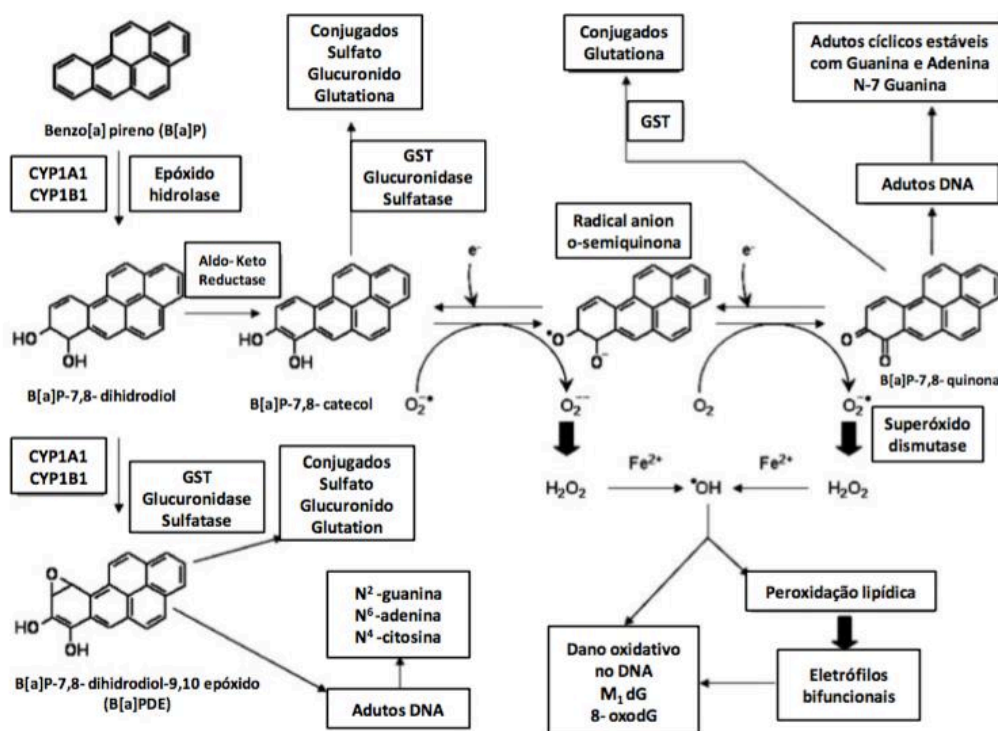 Benzo[a] pireno (B[a]P)
CYP1A1
CYP1B1
Epóxido
hidrolase
Conjugados
Sulfato
Glucuronido
Glutationa
GST
Glucuronidase
Sulfatase
Aldo-Keto
Reductase
HO
OH
B[a]P-7,8- dihidrodiol
HO
OH
B[a]P-7,8- catecol
Conjugados
Glutationa
GST
Adutos cíclicos estáveis
com Guanina e Adenina
N-7 Guanina
Adutos DNA
Radical anion
o-semiquinona
e-
e-
•O
O-
O
O
B[a]P-7,8- quinona
O2-•
O2--
O2
O2-•
Superóxido
dismutase
H2O2
Fe2+
•OH
Fe2+
H2O2
CYP1A1
CYP1B1
GST
Glucuronidase
Sulfatase
Conjugados
Sulfato
Glucuronido
Glutation
O
HO
OH
B[a]P-7,8- dihidrodiol-9,10 epóxido
(B[a]PDE)
N2 -guanina
N6-adenina
N4-citosina
Adutos DNA
Peroxidação lipídica
Eletrófilos
bifuncionais
Dano oxidativo
no DNA
M1 dG
8- oxodG